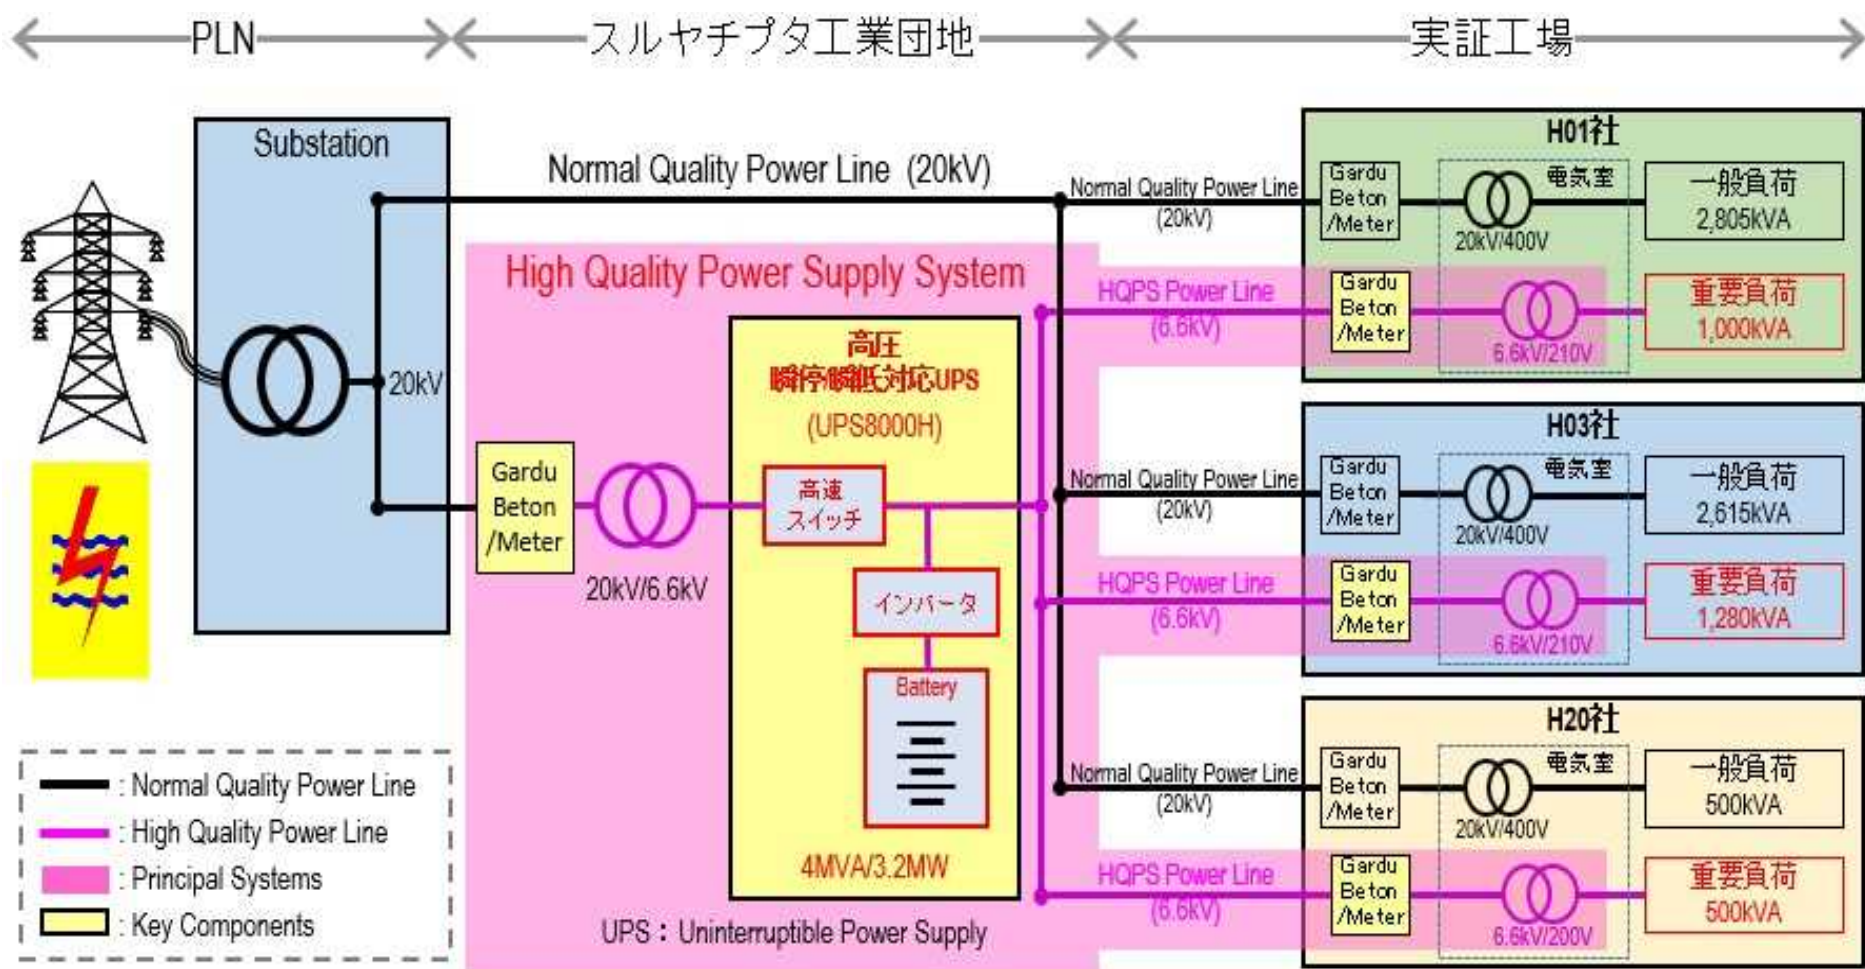 PLN
スルヤチプタ工業団地
実証工場
Substation
20kV
Normal Quality Power Line (20kV)
High Quality Power Supply System
Gardu
Beton
/Meter
20kV/6.6kV
高圧
瞬停/瞬低対応UPS
(UPS8000H)
高速
スイッチ
インバータ
Battery
4MVA/3.2MW
UPS：Uninterruptible Power Supply
Normal Quality Power Line
(20kV)
HQPS Power Line
(6.6kV)
H01社
Gardu
Beton
/Meter
電気室
20kV/400V
一般負荷
2,805kVA
Gardu
Beton
/Meter
6.6kV/210V
重要負荷
1,000kVA
Normal Quality Power Line
(20kV)
HQPS Power Line
(6.6kV)
H03社
Gardu
Beton
/Meter
電気室
20kV/400V
一般負荷
2,615kVA
Gardu
Beton
/Meter
6.6kV/210V
重要負荷
1,280kVA
Normal Quality Power Line
(20kV)
HQPS Power Line
(6.6kV)
H20社
Gardu
Beton
/Meter
電気室
20kV/400V
一般負荷
500kVA
Gardu
Beton
/Meter
6.6kV/200V
重要負荷
500kVA
: Normal Quality Power Line
: High Quality Power Line
: Principal Systems
: Key Components